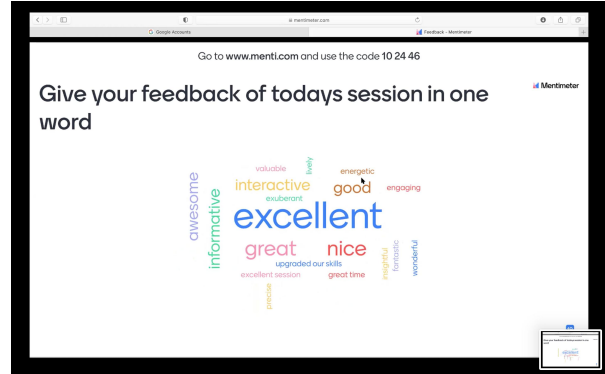 mentimeter.com
Google Accounts
Feedback - Mentimeter
Go to www.menti.com and use the code 10 24 46
Mentimeter
Give your feedback of todays session in one
word
valuable
lively
energetic
awesome
interactive
good
engaging
informative
exuberant
excellent
great
nice
insightful
fantastic
wonderful
upgraded our skills
excellent session
great time
precise